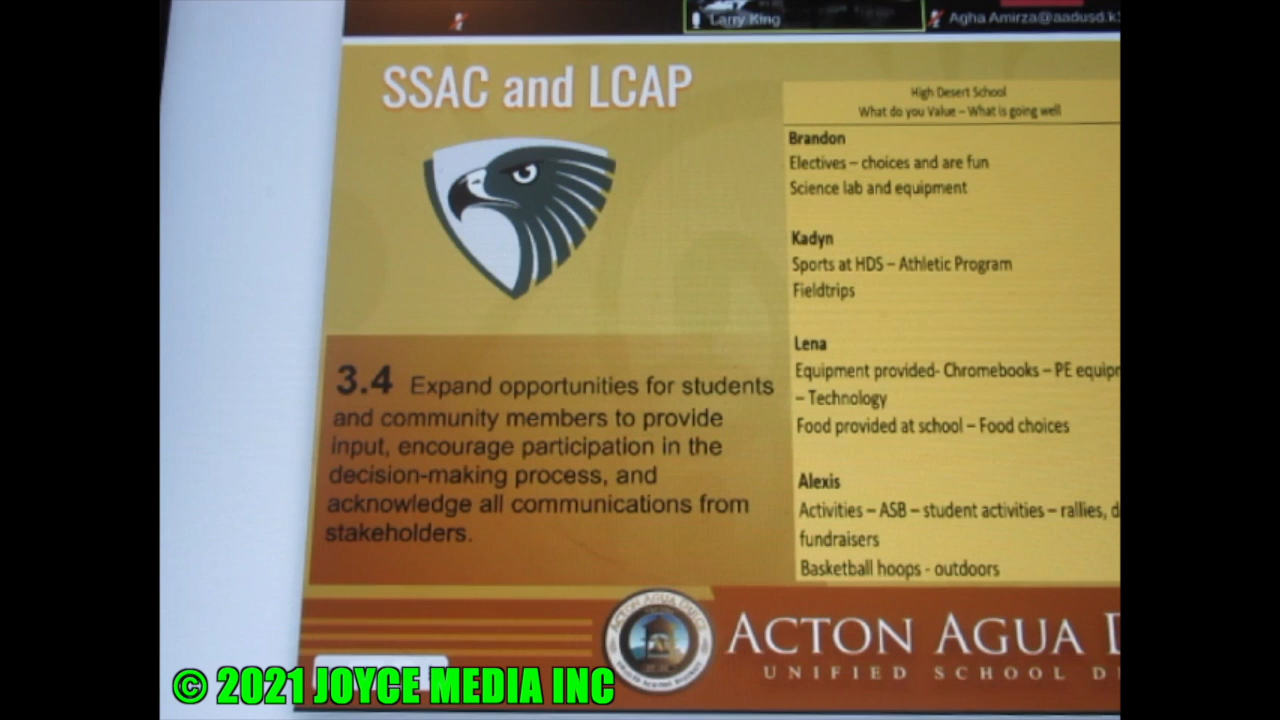 Larry King
Agha Amirza@aadusd.k
SSAC and LCAP
High Desert School
What do you Value – What is going well
Brandon
Electives – choices and are fun
Science lab and equipment
Kadyn
Sports at HDS – Athletic Program
Fieldtrips
Lena
Equipment provided- Chromebooks – PE equipr
– Technology
Food provided at school – Food choices
Alexis
Activities – ASB – student activities – rallies, d
fundraisers
Basketball hoops - outdoors
3.4 Expand opportunities for students
and community members to provide
input, encourage participation in the
decision-making process, and
acknowledge all communications from
stakeholders.
ACTON AGUA D
UNIFIED SCHOOL DI
© 2021 JOYCE MEDIA INC